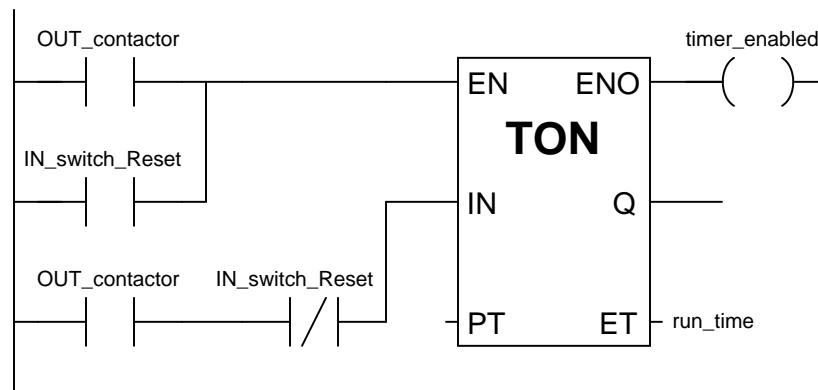 OUT_contactor
timer_enabled
EN
ENO
TON
IN_switch_Reset
IN
Q
OUT_contactor
IN_switch_Reset
PT
ET
run_time